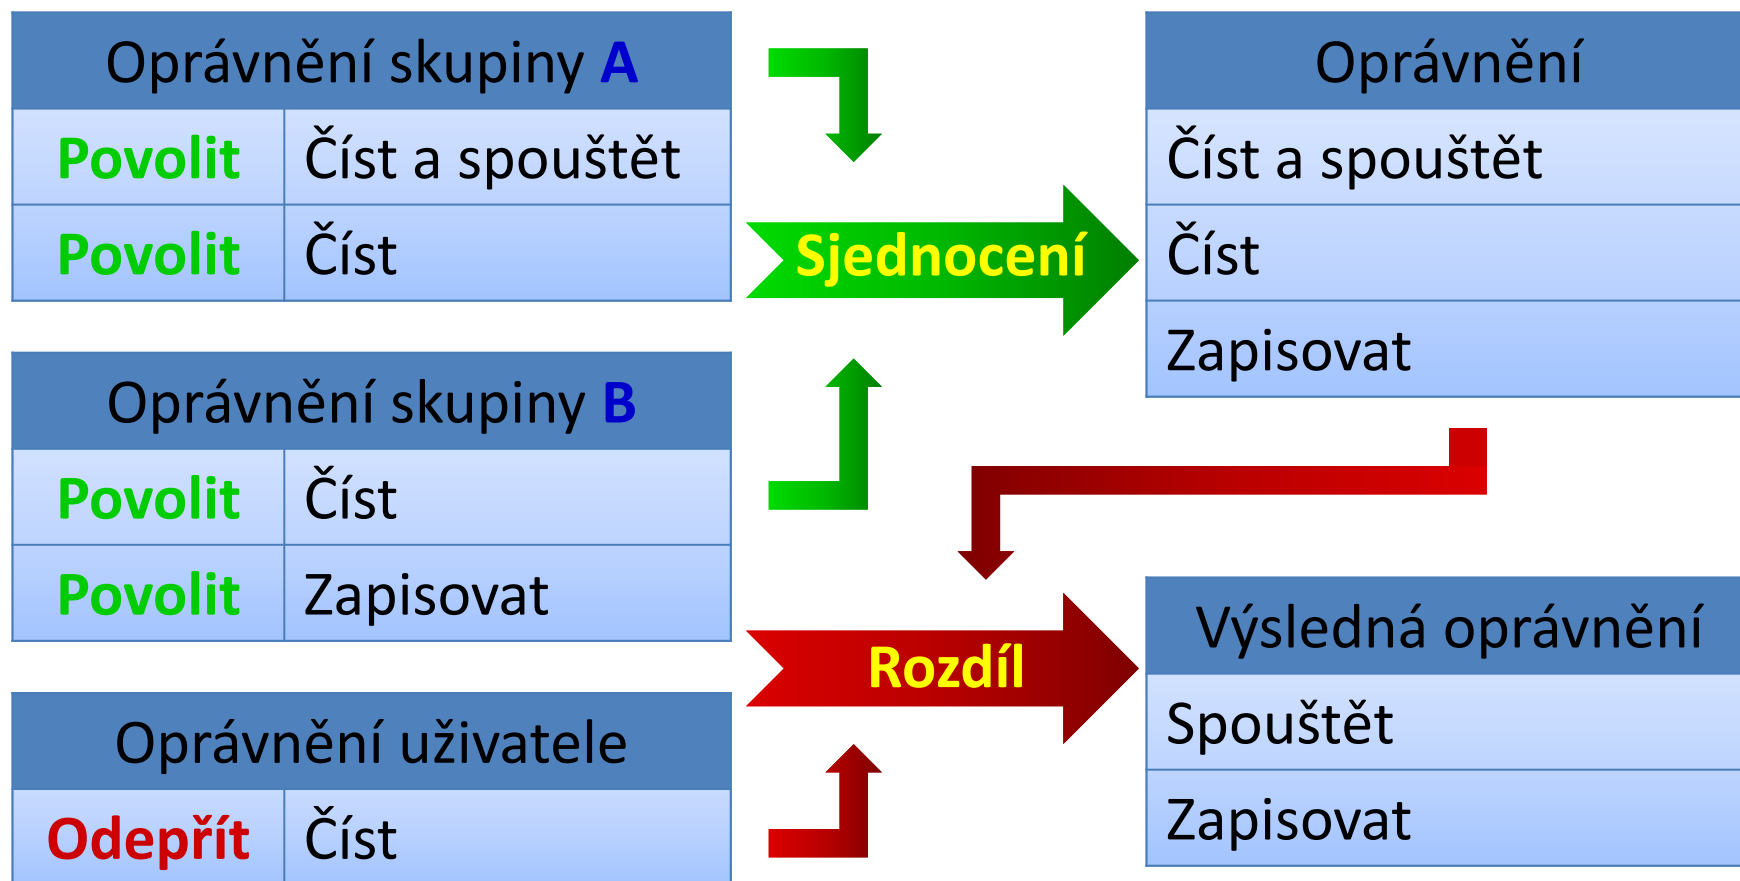 Oprávnění skupiny A
Povolit Číst a spouštět
Povolit Číst
Oprávnění skupiny B
Povolit Číst
Povolit Zapisovat
Oprávnění uživatele
Odepřít Číst
Sjednocení
Oprávnění
Číst a spouštět
Číst
Zapisovat
Rozdíl
Výsledná oprávnění
Spouštět
Zapisovat